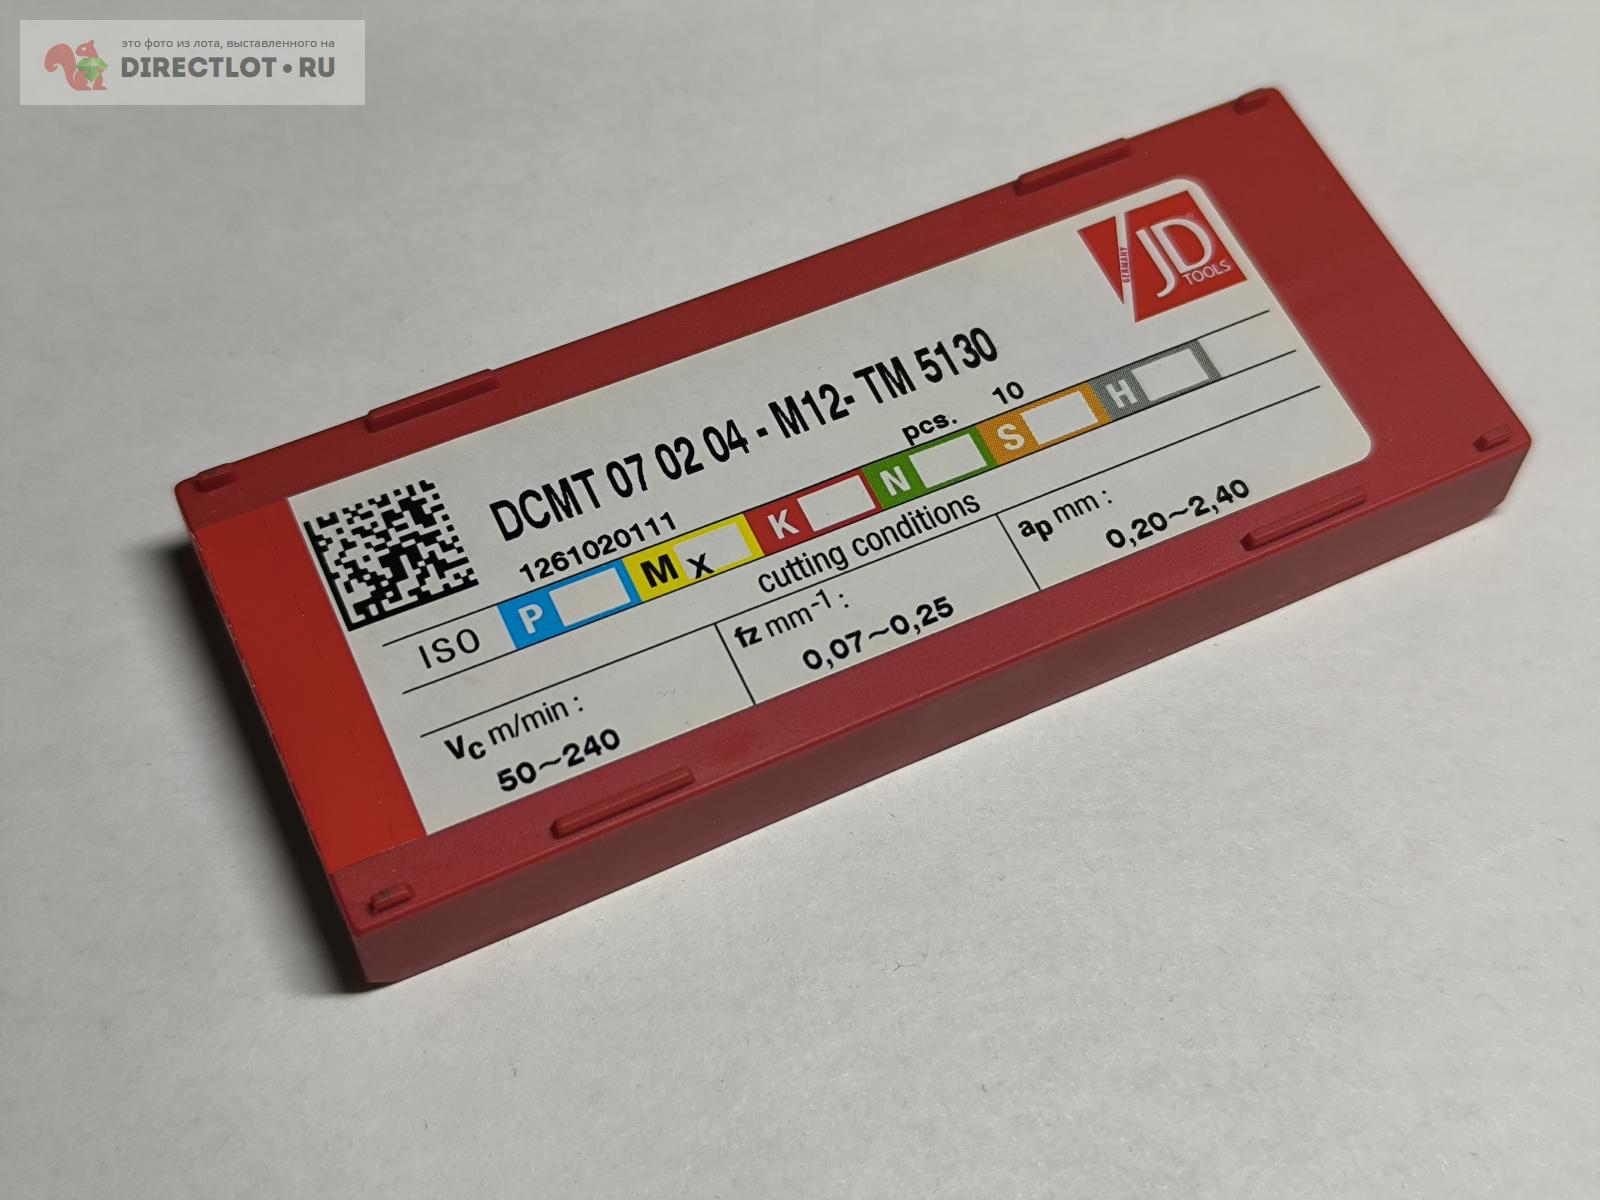 это фото из лота, выставленного на
DIRECTLOT•RU
GERMANY
JD
TOOLS
DCMT 07 02 04 - M12- TM 5130
1261020111
pcs. 10
ISO P M X K N S H
cutting conditions
Vc m/min :
50~240
fz mm-1 :
0,07~0,25
ap mm :
0,20~2,40